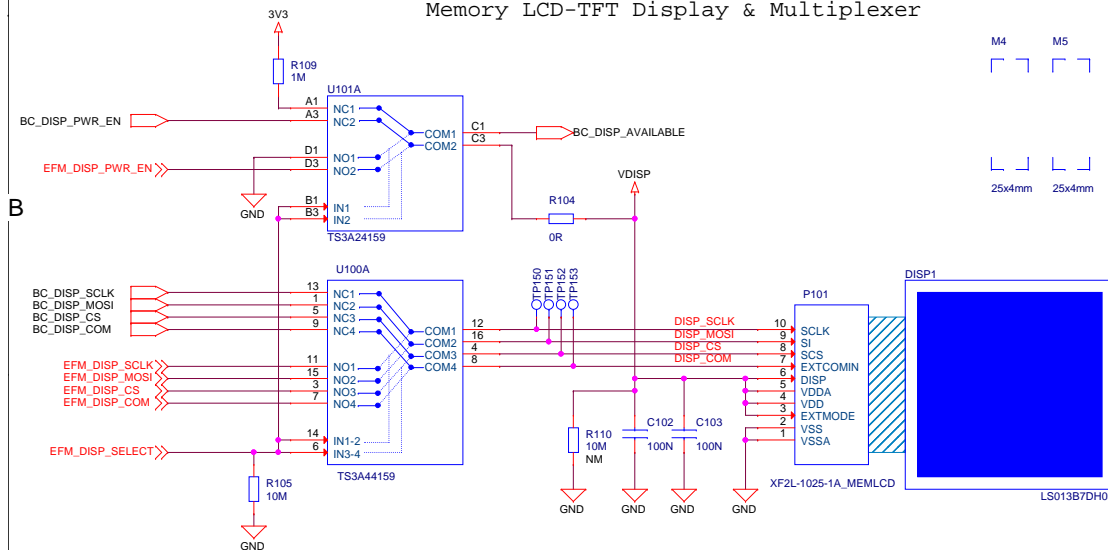 Memory LCD-TFT Display & Multiplexer
3V3
R109
1M
U101A
A1 NC1
BC_DISP_PWR_EN A3 NC2
COM1 C1 BC_DISP_AVAILABLE
COM2 C3
D1 NO1
EFM_DISP_PWR_EN D3 NO2
GND
B1 IN1
B3 IN2
TS3A24159
R104
0R
VDISP
M4 M5
25x4mm 25x4mm
B
U100A
BC_DISP_SCLK 13 NC1
BC_DISP_MOSI 1 NC2
BC_DISP_CS 5 NC3
BC_DISP_COM 9 NC4
COM1 12
COM2 16
COM3 4
COM4 8
EFM_DISP_SCLK 11 NO1
EFM_DISP_MOSI 15 NO2
EFM_DISP_CS 3 NO3
EFM_DISP_COM 7 NO4
14 IN1-2
EFM_DISP_SELECT 6 IN3-4
TS3A44159
R105
10M
GND
TP150
TP151
TP152
TP153
DISP_SCLK
DISP_MOSI
DISP_CS
DISP_COM
R110
10M
NM
GND
C102
100N
GND
C103
100N
GND
GND
P101
10 SCLK
9 SI
8 SCS
7 EXTCOMIN
6 DISP
5 VDDA
4 VDD
3 EXTMODE
2 VSS
1 VSSA
XF2L-1025-1A_MEMLCD
DISP1
LS013B7DH0